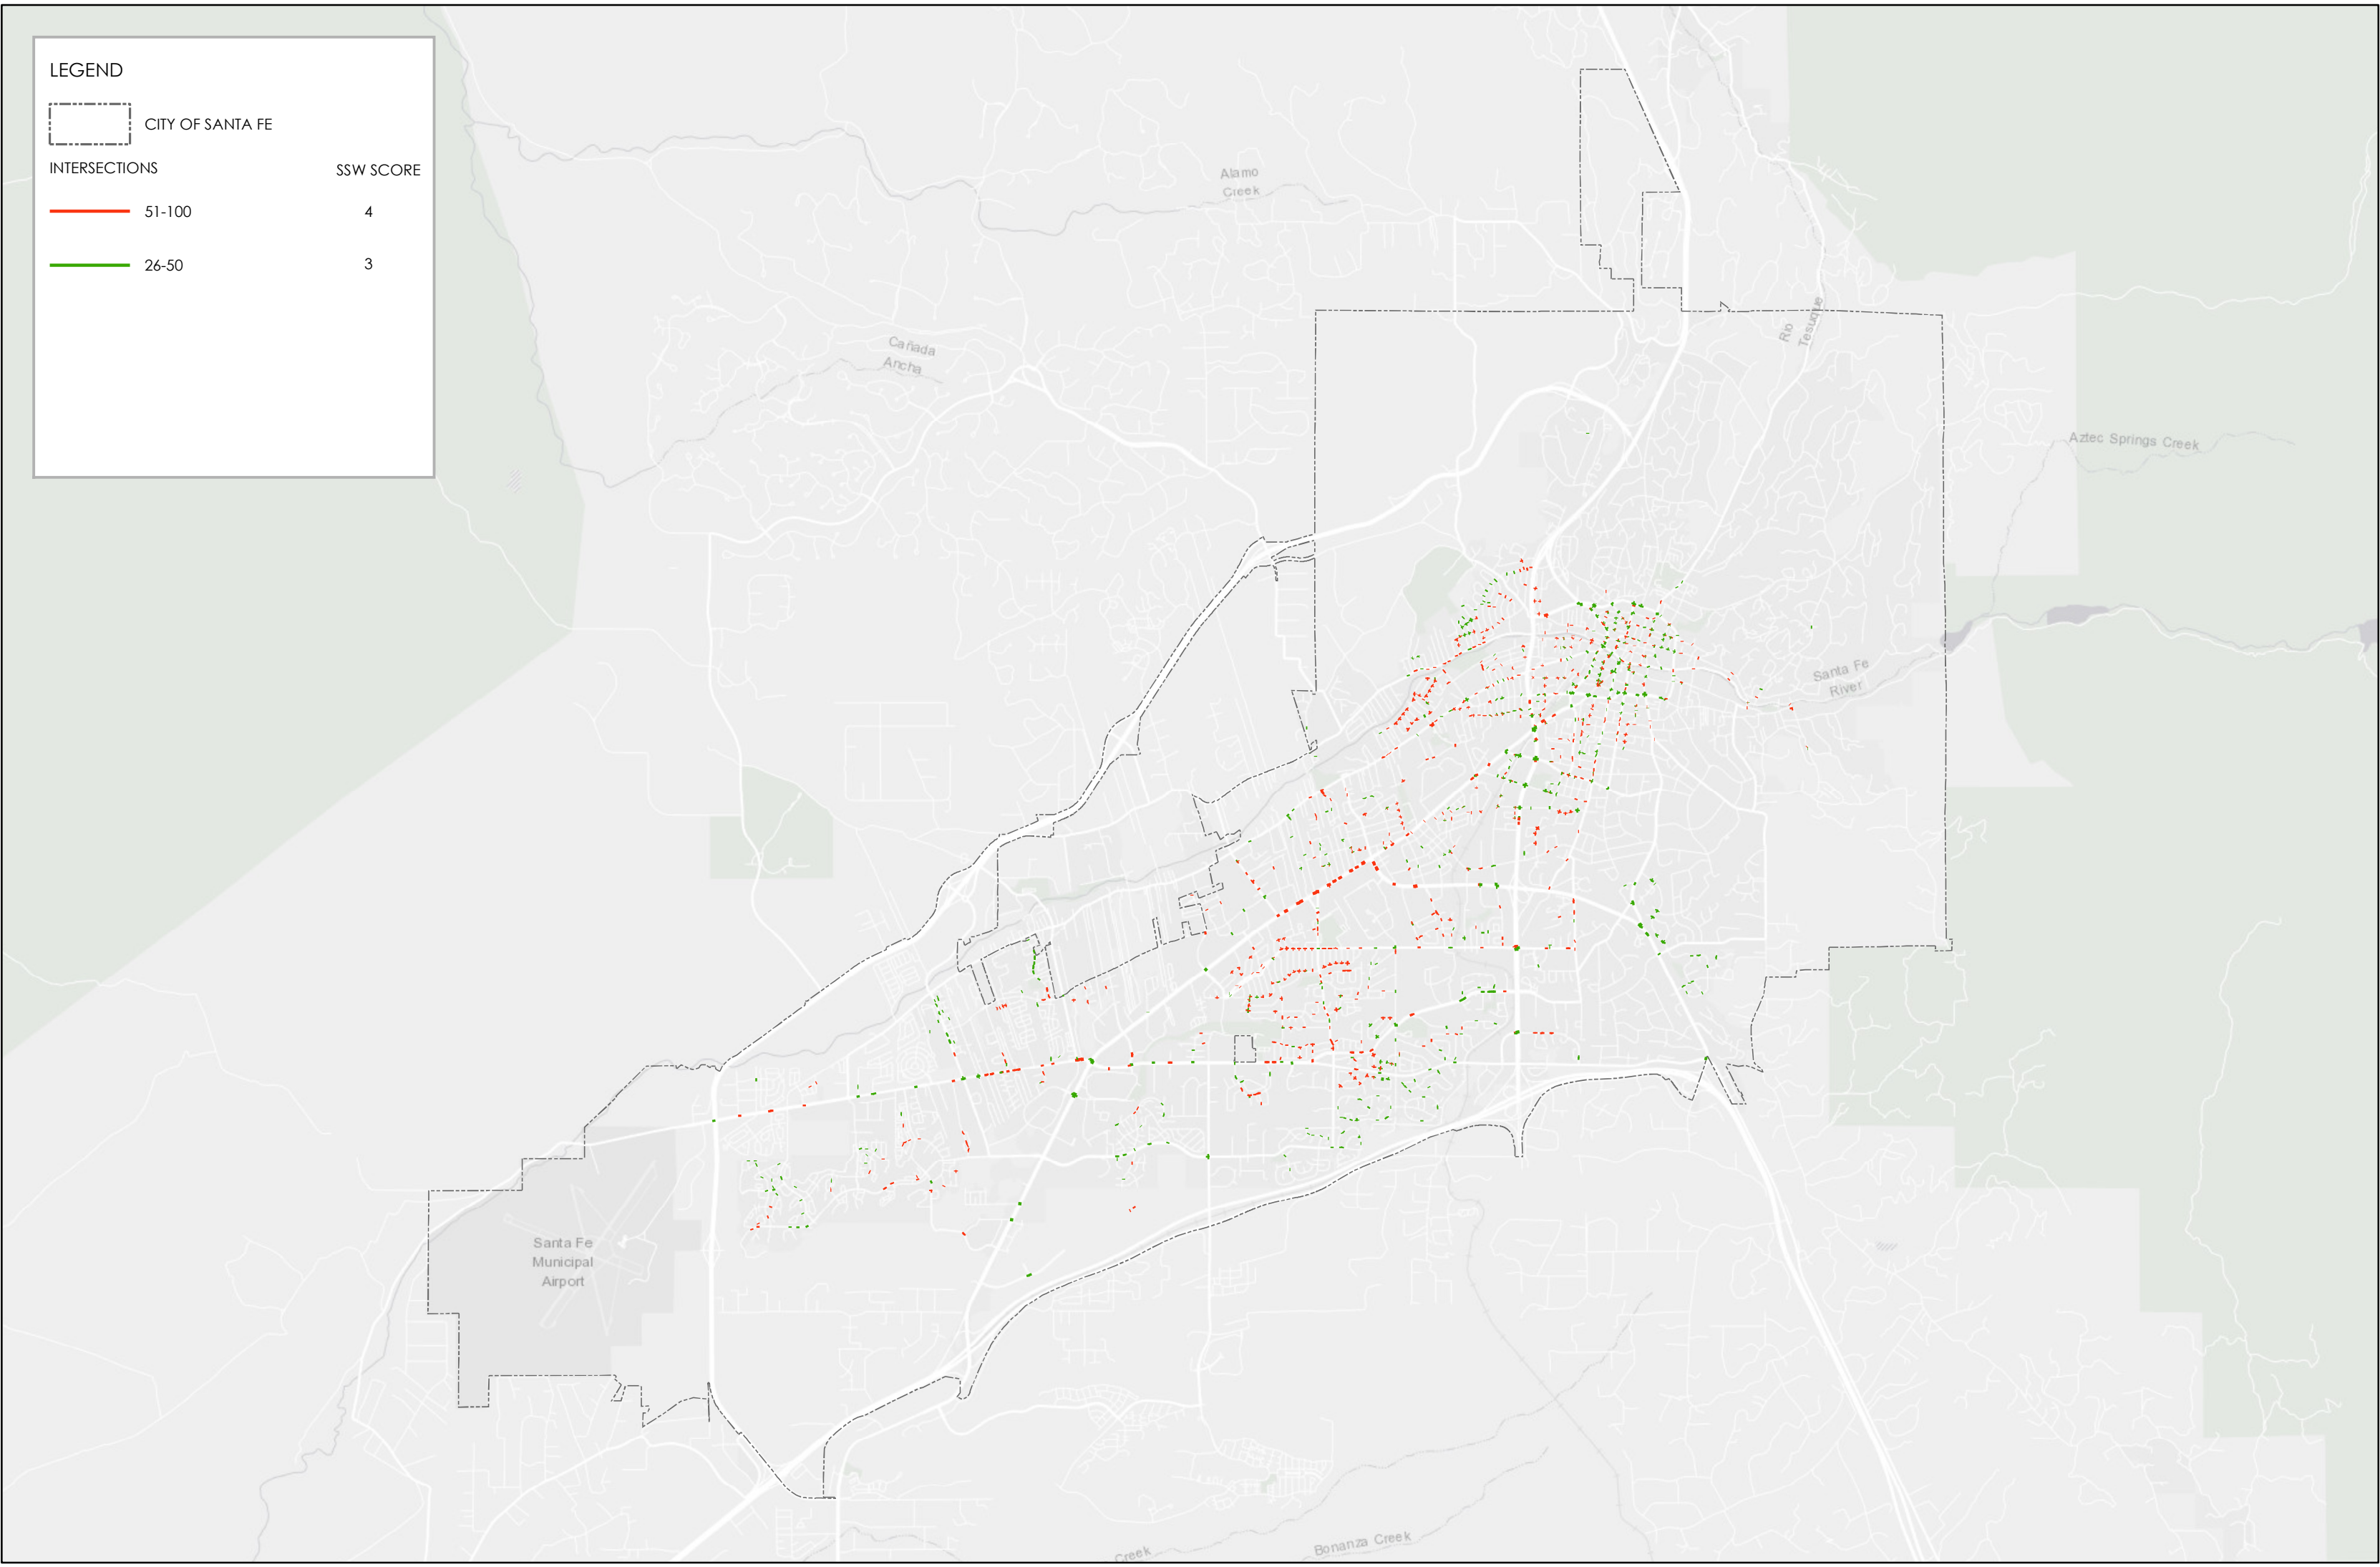 LEGEND
CITY OF SANTA FE
INTERSECTIONS SSW SCORE
51-100 4
26-50 3
Alamo
Creek
Rio
Tesuque
Cañada
Ancha
Aztec Springs Creek
Santa Fe
River
Santa Fe
Municipal
Airport
Creek
Bonanza Creek